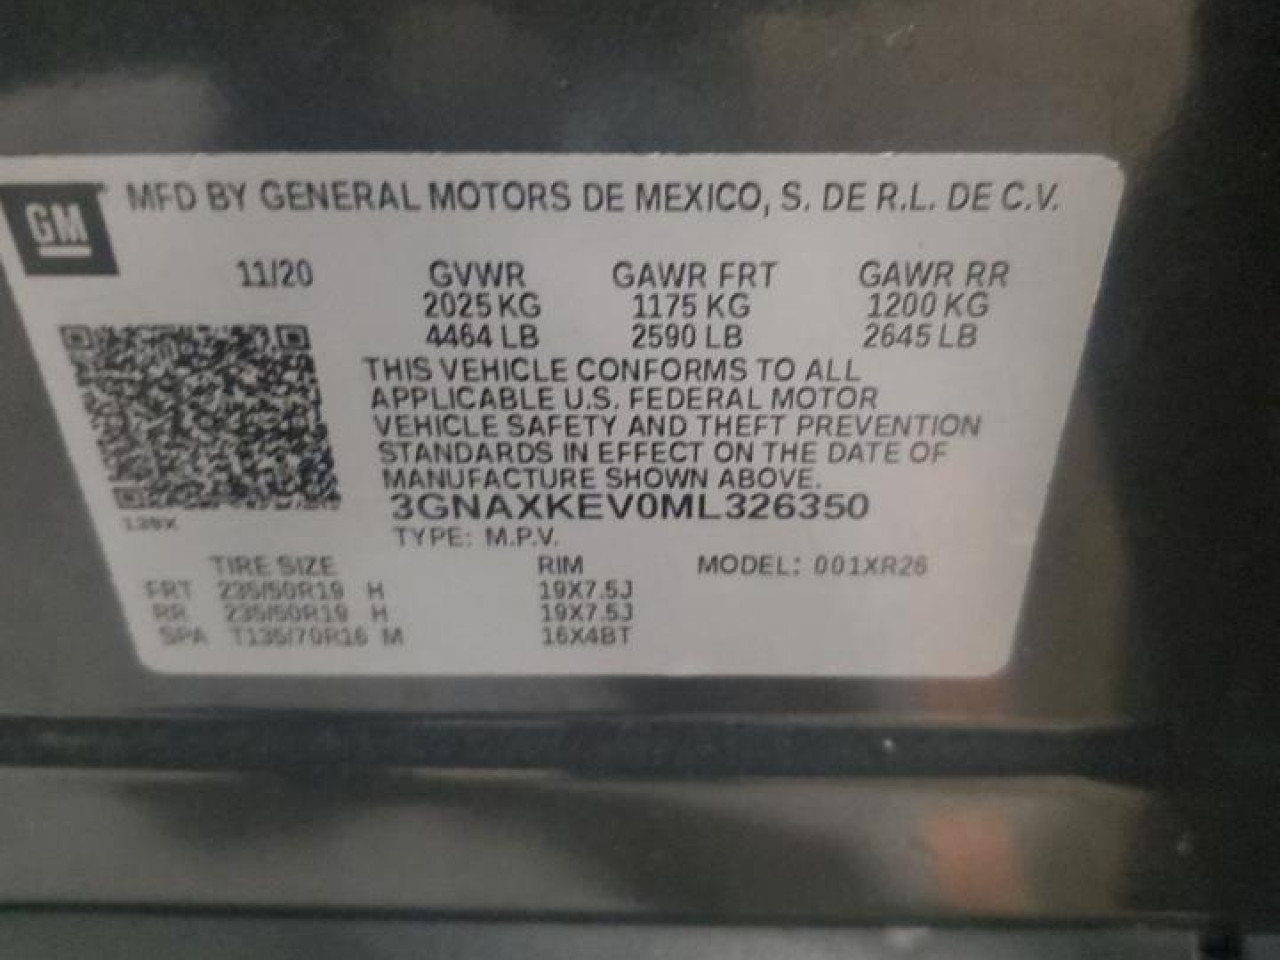 GM MFD BY GENERAL MOTORS DE MEXICO, S. DE R.L. DE C.V.
11/20 GVWR GAWR FRT GAWR RR
2025 KG 1175 KG 1200 KG
4464 LB 2590 LB 2645 LB
THIS VEHICLE CONFORMS TO ALL
APPLICABLE U.S. FEDERAL MOTOR
VEHICLE SAFETY AND THEFT PREVENTION
STANDARDS IN EFFECT ON THE DATE OF
MANUFACTURE SHOWN ABOVE.
3GNAXKEV0ML326350
TYPE: M.P.V.
TIRE SIZE RIM MODEL: 001XR26
FRT 235/50R19 H 19X7.5J
RR 235/50R19 H 19X7.5J
SPA T135/70R16 M 16X4BT